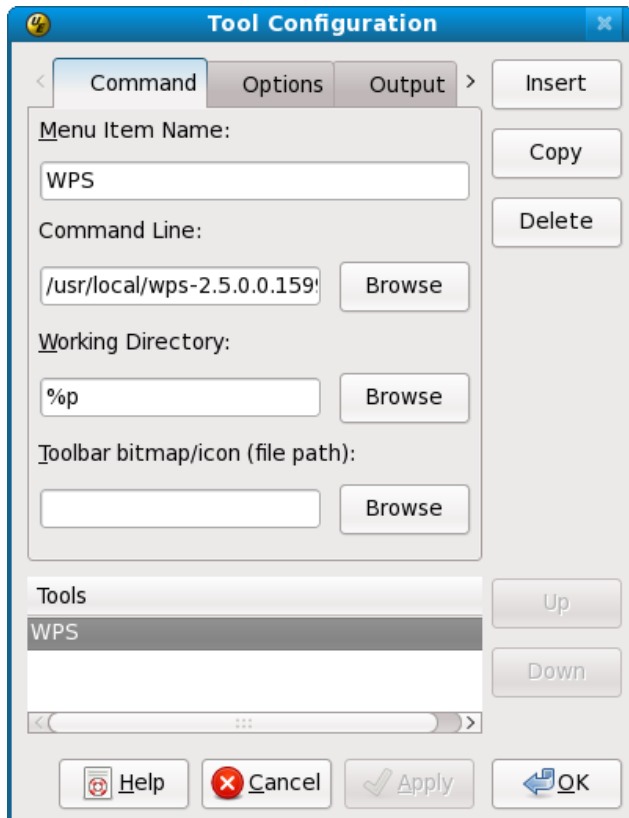 Tool Configuration
Command Options Output
Insert
Menu Item Name:
Copy
WPS
Delete
Command Line:
/usr/local/wps-2.5.0.0.159 Browse
Working Directory:
%p Browse
Toolbar bitmap/icon (file path):
Browse
Tools
Up
WPS
Down
Help Cancel Apply OK